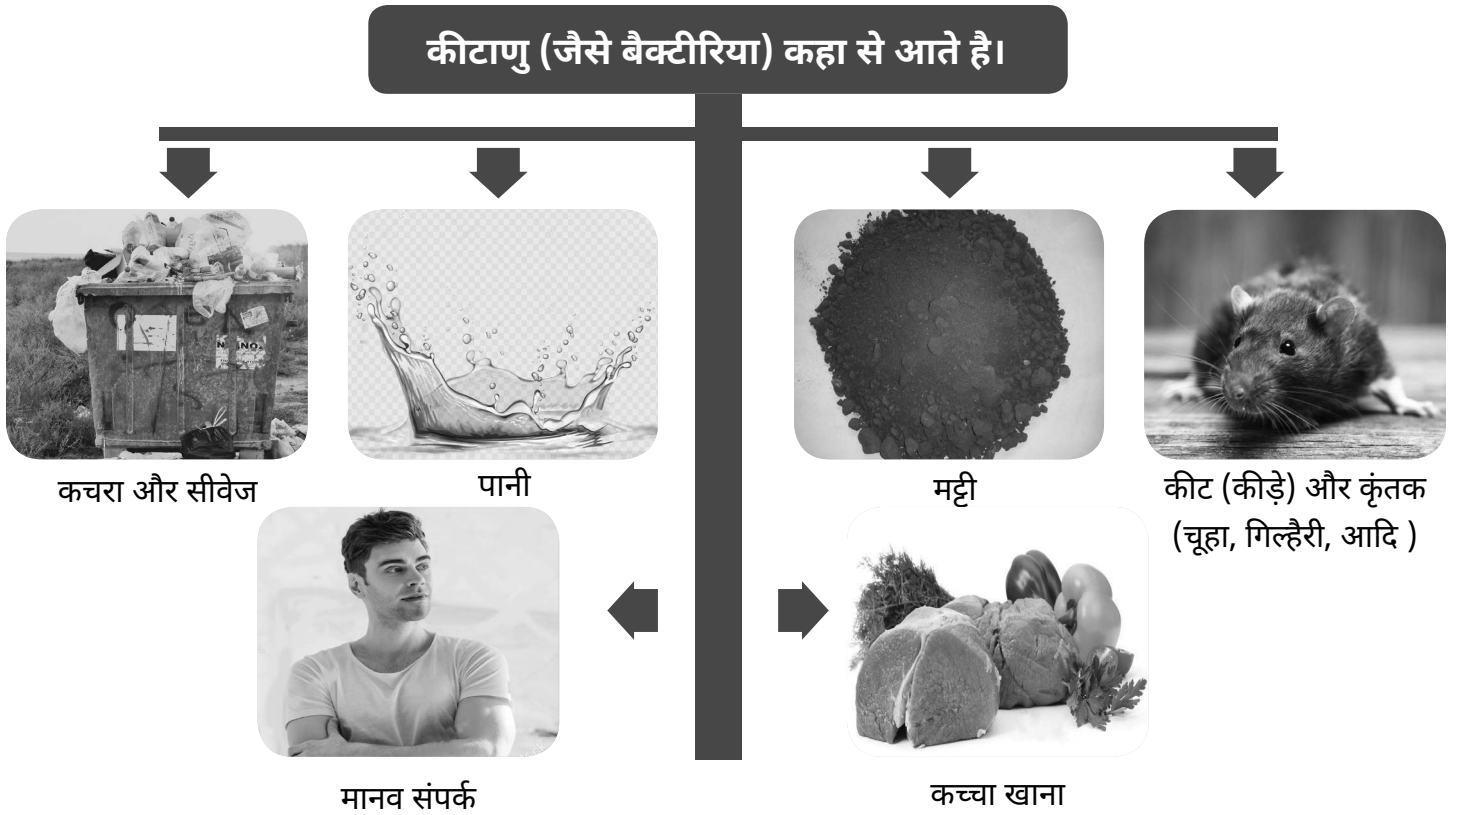 कीटाणु (जैसे बैक्टीरिया) कहा से आते है।
कचरा और सीवेज
पानी
मट्टी
कीट (कीड़े) और कृंतक
(चूहा, गिल्हैरी, आदि )
मानव संपर्क
कच्चा खाना